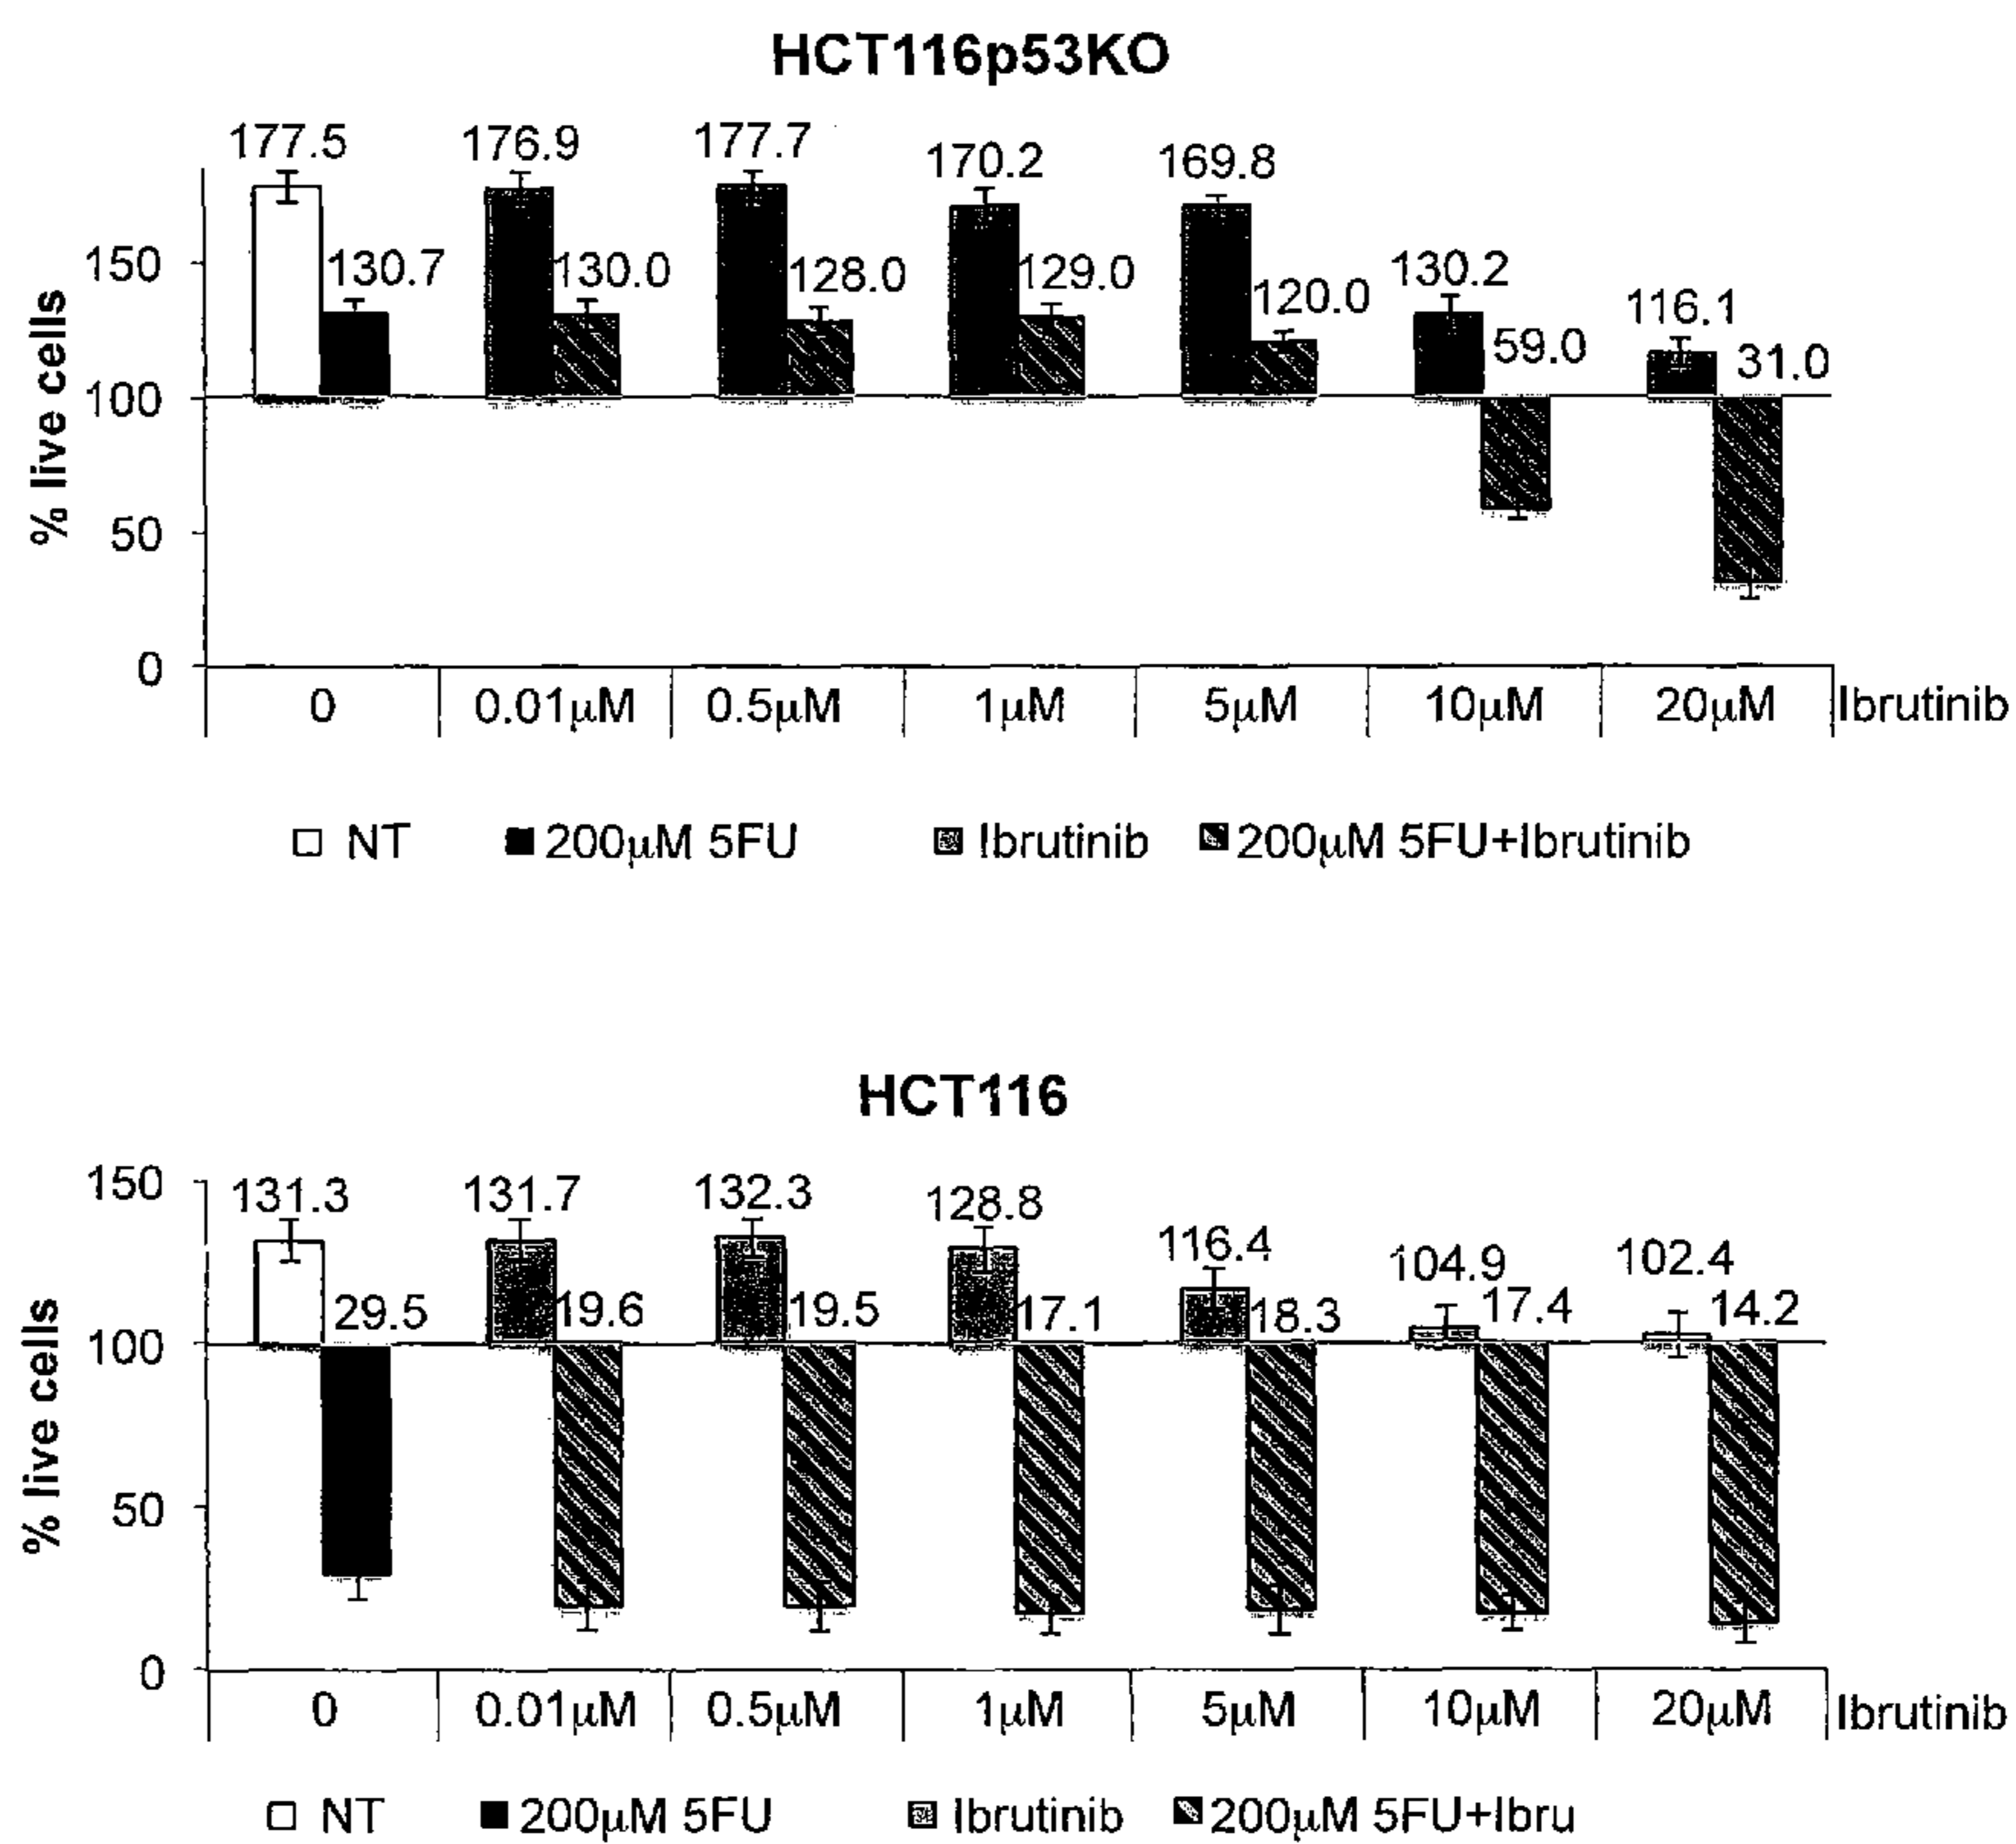 HCT116p53KO
177.5 176.9 177.7 170.2 169.8
130.7 130.0 128.0 129.0 120.0 130.2 59.0 116.1 31.0
% live cells
150
100
50
0
0 0.01μM 0.5μM 1μM 5μM 10μM 20μM Ibrutinib
NT 200μM 5FU Ibrutinib 200μM 5FU+Ibrutinib
HCT116
131.3 131.7 132.3 128.8 116.4 104.9 102.4
29.5 19.6 19.5 17.1 18.3 17.4 14.2
% live cells
150
100
50
0
0 0.01μM 0.5μM 1μM 5μM 10μM 20μM Ibrutinib
NT 200μM 5FU Ibrutinib 200μM 5FU+Ibru